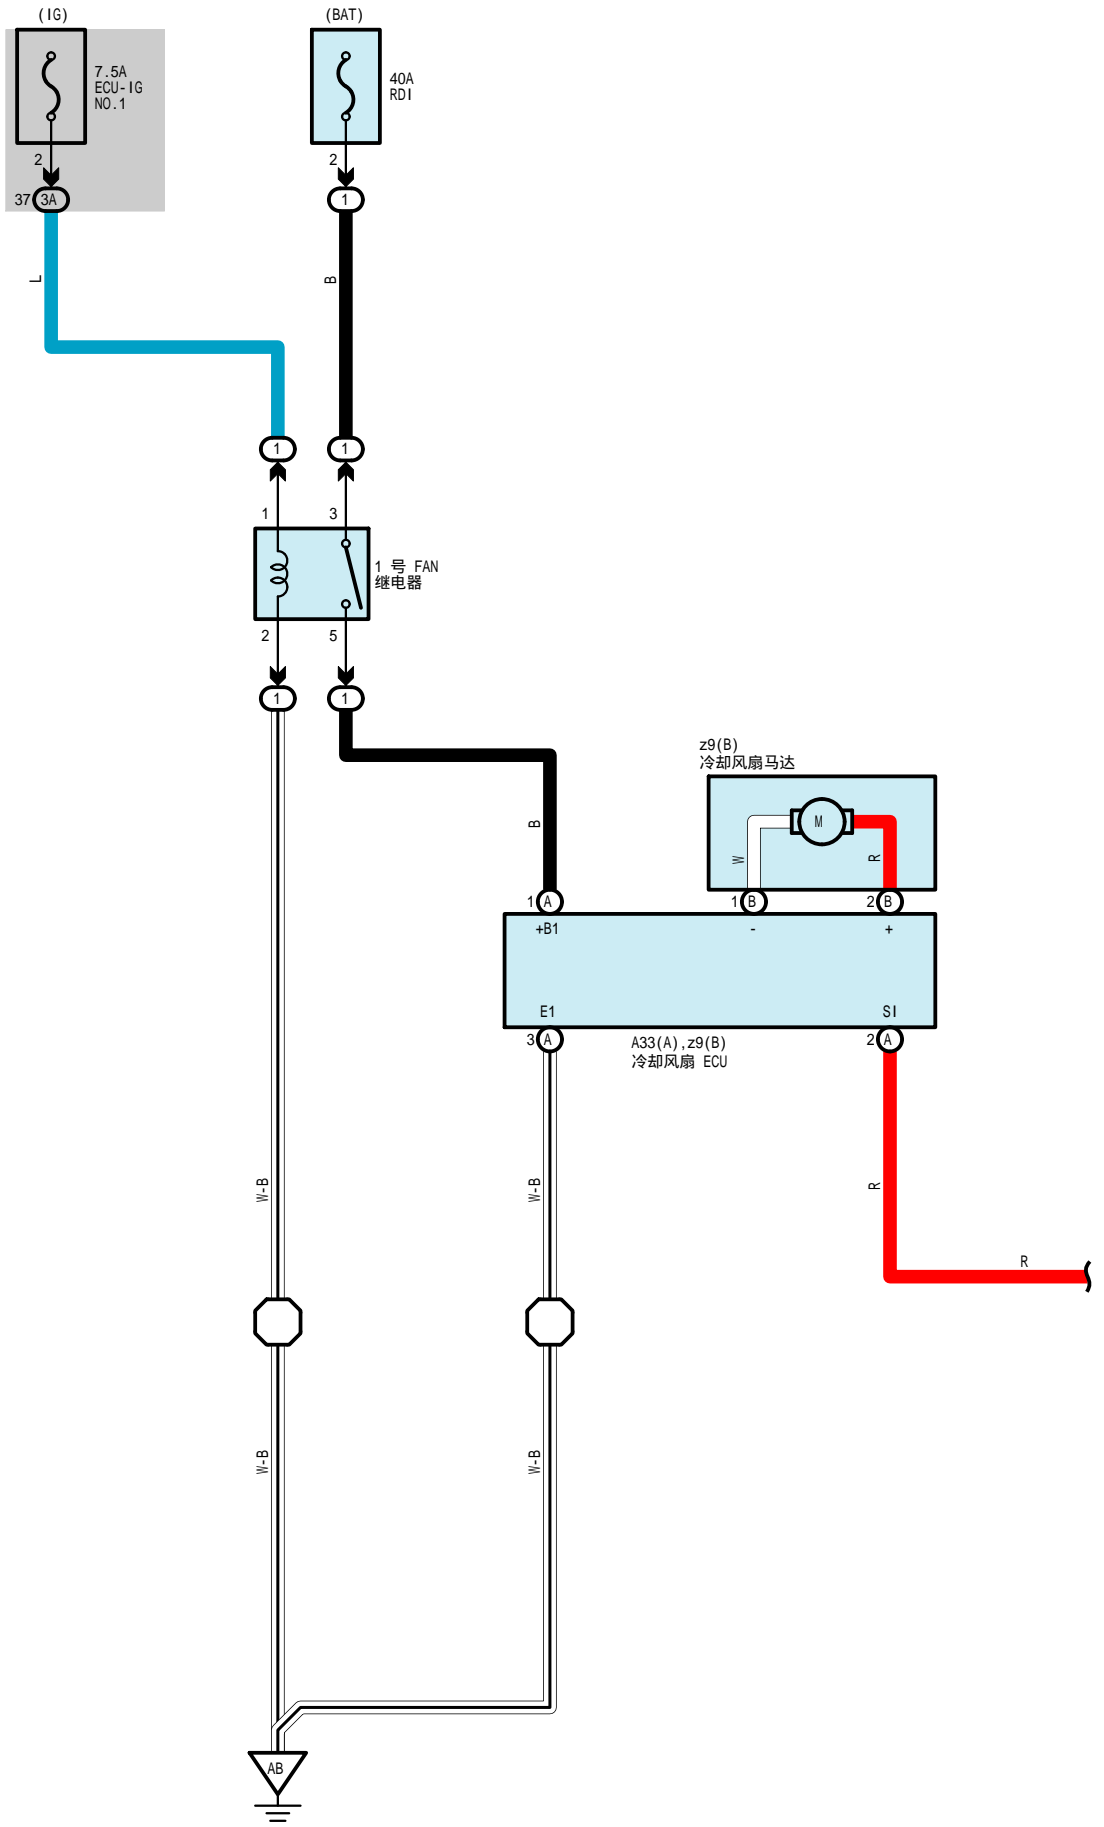 (IG)
(BAT)
7.5A
ECU-IG
NO.1
40A
RDI
2
2
37
3A
1
L
B
1
1
1
3
1 号 FAN
继电器
2
5
1
1
z9(B)
冷却风扇马达
M
B
W
R
1
A
1
B
2
B
+B1
-
+
E1
SI
3
A
A33(A),z9(B)
冷却风扇 ECU
2
A
W-B
W-B
R
R
W-B
W-B
AB